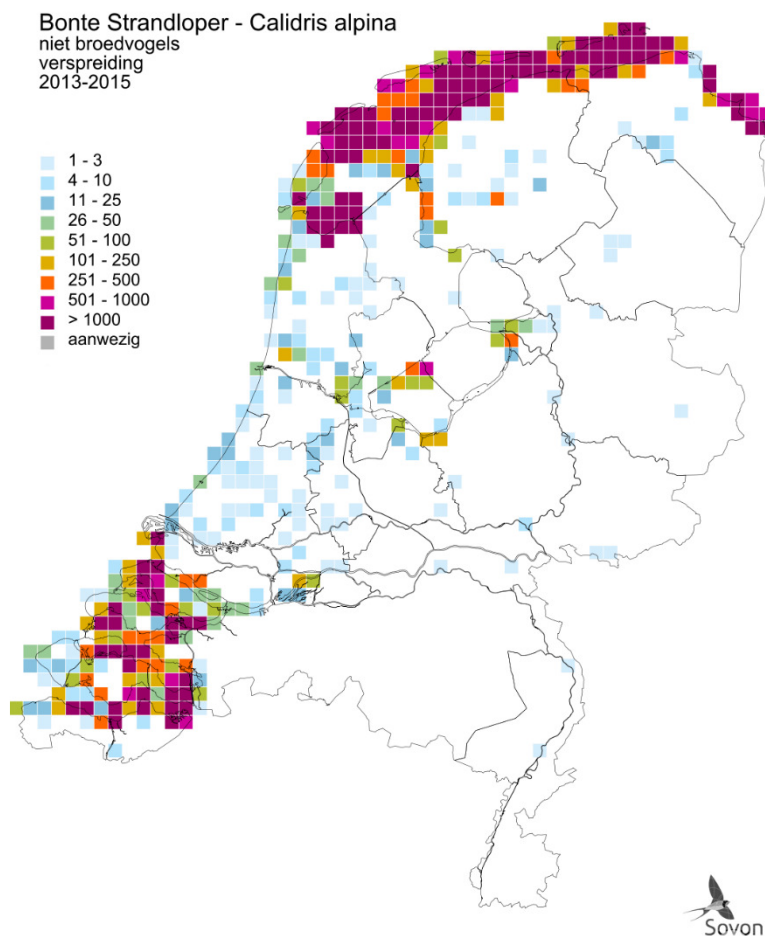 Bonte Strandloper - Calidris alpina
niet broedvogels
verspreiding
2013-2015
1 - 3
4 - 10
11 - 25
26 - 50
51 - 100
101 - 250
251 - 500
501 - 1000
> 1000
aanwezig
Sovon